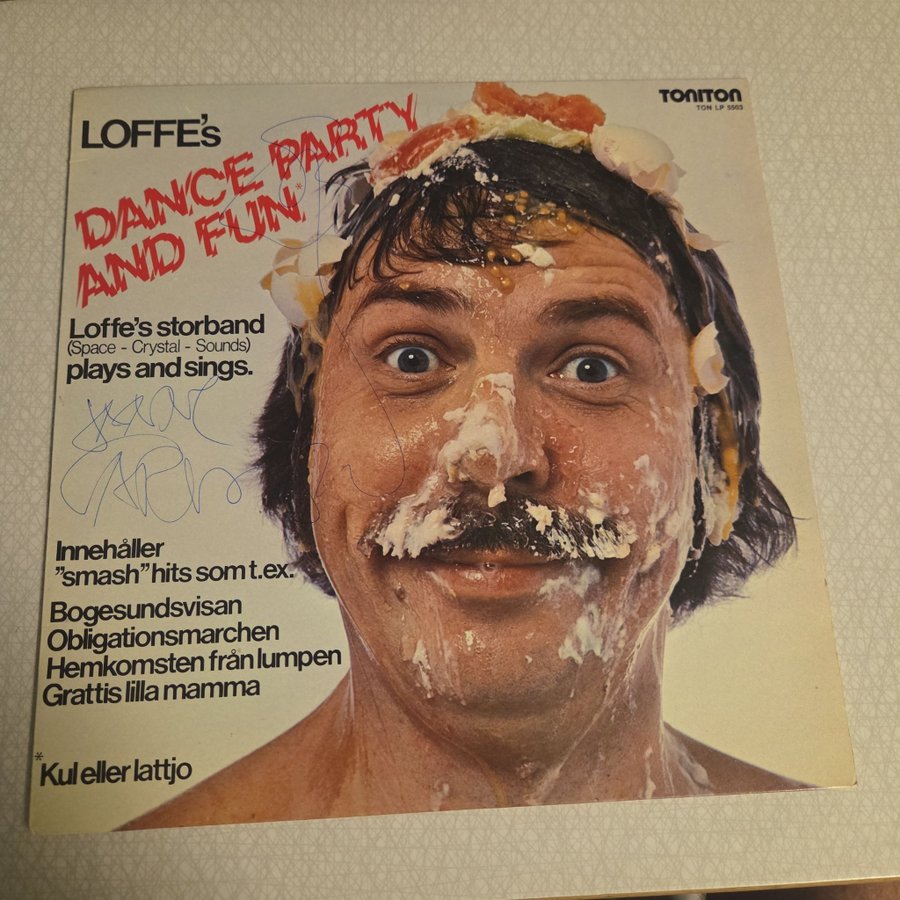 TONITON
TON LP 5503
LOFFE's
DANCE PARTY
AND FUN*
Loffe's storband
(Space - Crystal - Sounds)
plays and sings.
Innehåller
"smash" hits som t.ex.
Bogesundsvisan
Obligationsmarchen
Hemkomsten från lumpen
Grattis lilla mamma
*Kul eller lattjo